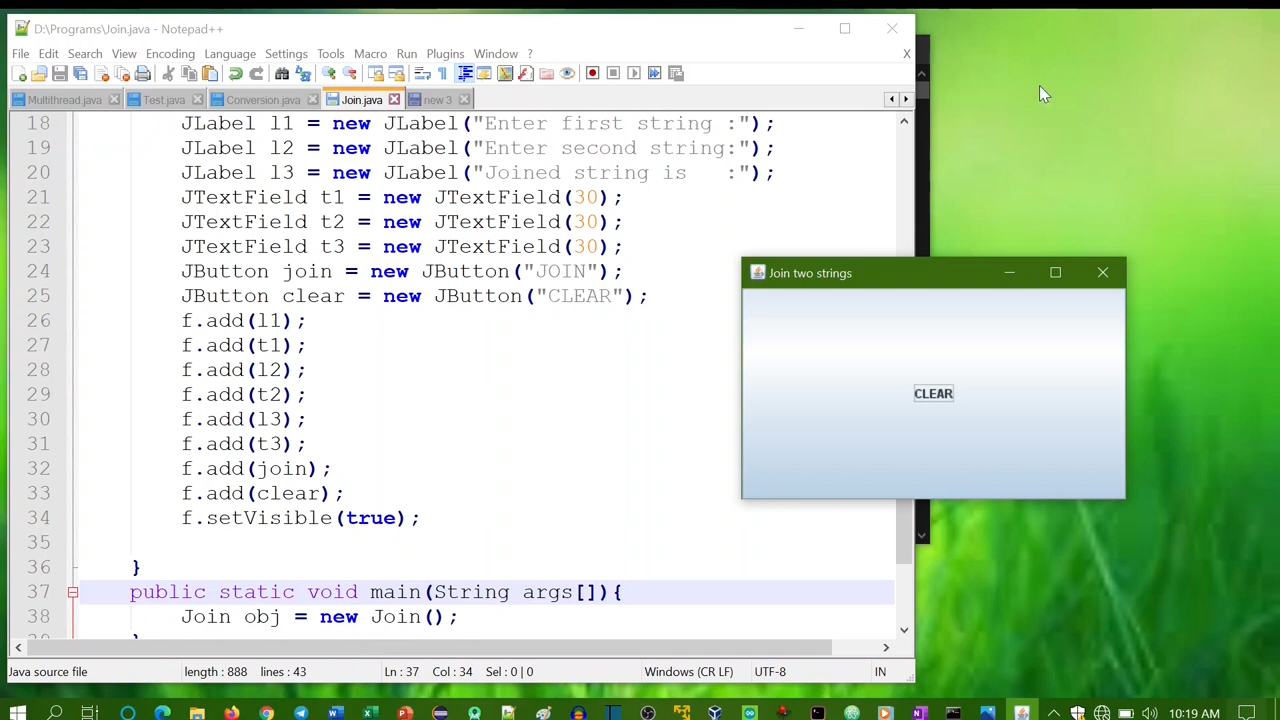 D:\Programs\Join.java - Notepad++
File Edit Search View Encoding Language Settings Tools Macro Run Plugins Window ? X
Multithread.java Test.java Conversion.java Join.java new 3
18 JLabel l1 = new JLabel("Enter first string :");
19 JLabel l2 = new JLabel("Enter second string:");
20 JLabel l3 = new JLabel("Joined string is   :");
21 JTextField t1 = new JTextField(30);
22 JTextField t2 = new JTextField(30);
23 JTextField t3 = new JTextField(30);
24 JButton join = new JButton("JOIN");
25 JButton clear = new JButton("CLEAR");
26 f.add(l1);
27 f.add(t1);
28 f.add(l2);
29 f.add(t2);
30 f.add(l3);
31 f.add(t3);
32 f.add(join);
33 f.add(clear);
34 f.setVisible(true);
35
36 }
37 public static void main(String args[]){
38 Join obj = new Join();
Join two strings
CLEAR
Java source file length : 888 lines : 43 Ln : 37 Col : 34 Sel : 0 | 0 Windows (CR LF) UTF-8 IN
10:19 AM